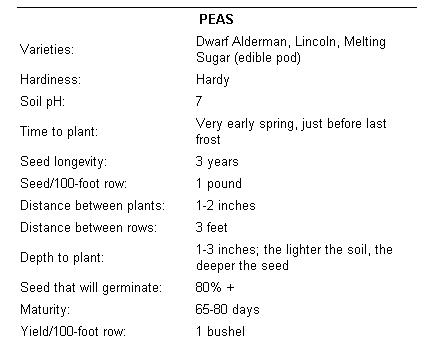 PEAS
Varieties: Dwarf Alderman, Lincoln, Melting
Sugar (edible pod)
Hardiness: Hardy
Soil pH: 7
Time to plant: Very early spring, just before last
frost
Seed longevity: 3 years
Seed/100-foot row: 1 pound
Distance between plants: 1-2 inches
Distance between rows: 3 feet
Depth to plant: 1-3 inches; the lighter the soil, the
deeper the seed
Seed that will germinate: 80% +
Maturity: 65-80 days
Yield/100-foot row: 1 bushel